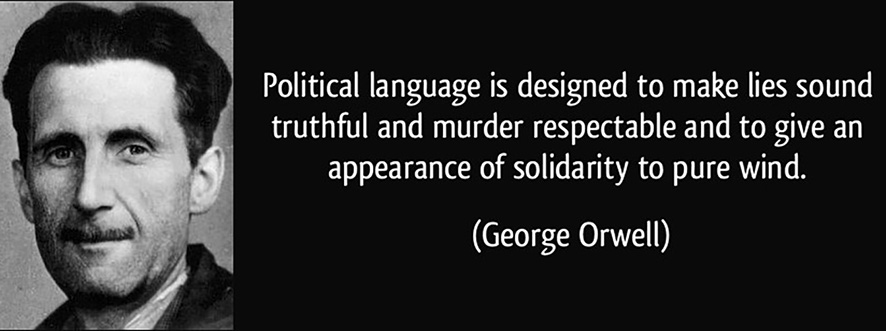 Political language is designed to make lies sound
truthful and murder respectable and to give an
appearance of solidarity to pure wind.
(George Orwell)